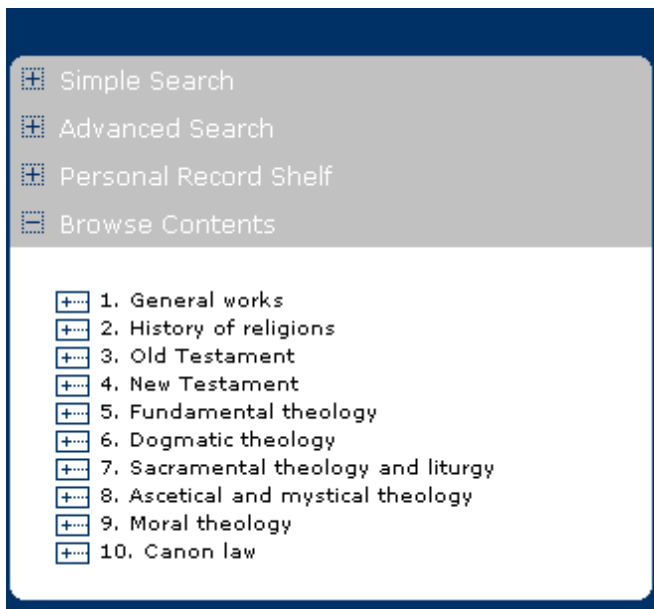 Simple Search
Advanced Search
Personal Record Shelf
Browse Contents
1. General works
2. History of religions
3. Old Testament
4. New Testament
5. Fundamental theology
6. Dogmatic theology
7. Sacramental theology and liturgy
8. Ascetical and mystical theology
9. Moral theology
10. Canon law